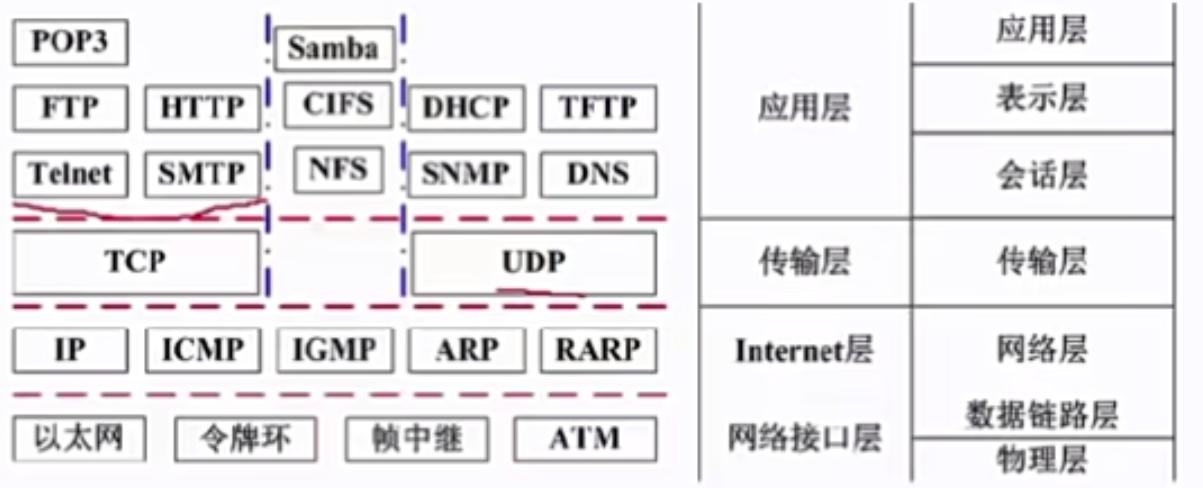 POP3
Samba
FTP HTTP CIFS DHCP TFTP
Telnet SMTP NFS SNMP DNS
TCP UDP
IP ICMP IGMP ARP RARP
以太网 令牌环 帧中继 ATM
应用层
传输层
Internet层
网络接口层
应用层
表示层
会话层
传输层
网络层
数据链路层
物理层